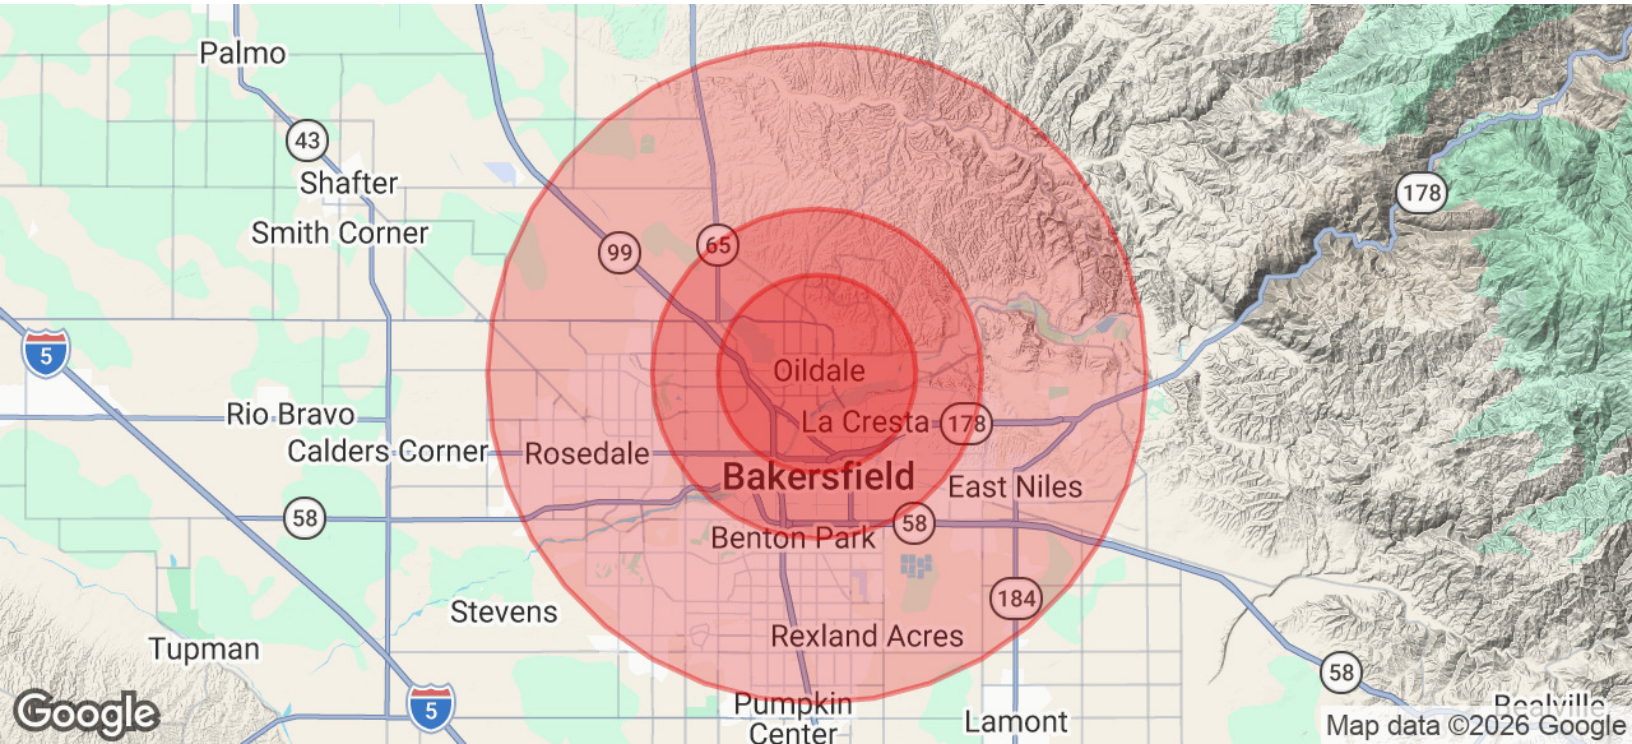 Palmo
43
Shafter
178
Smith Corner
65
99
5
Oildale
Rio Bravo
La Cresta
178
Calders Corner
Rosedale
Bakersfield
East Niles
58
58
Benton Park
184
Stevens
Rexland Acres
Tupman
58
Pumpkin
Center
5
Lamont
Bealville
Google
Map data ©2026 Google